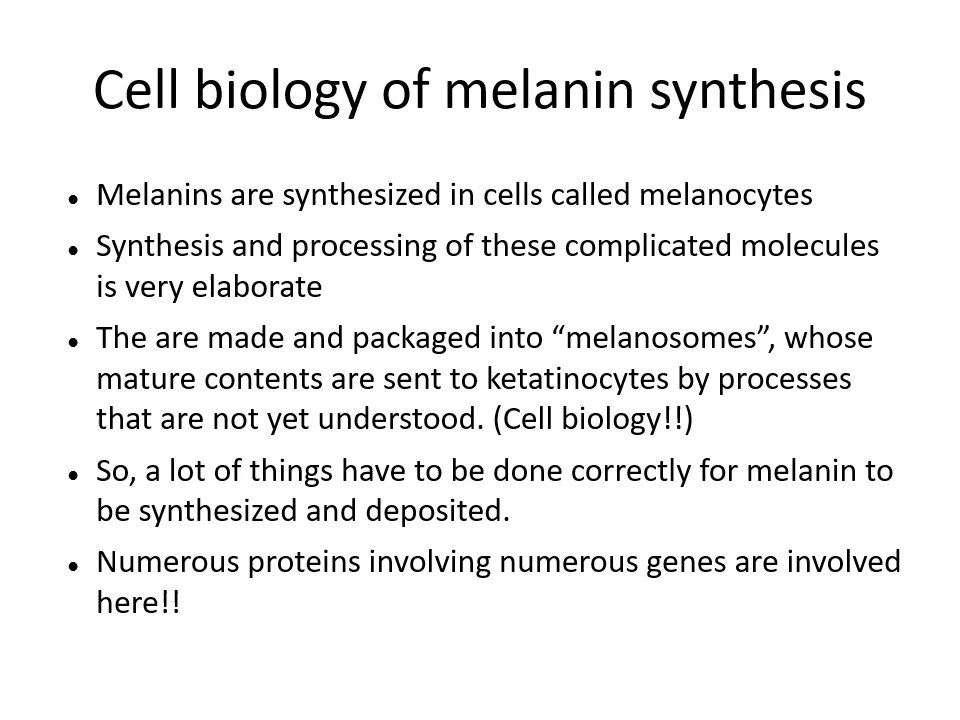 Cell biology of melanin synthesis
• Melanins are synthesized in cells called melanocytes
• Synthesis and processing of these complicated molecules
is very elaborate
• The are made and packaged into “melanosomes”, whose
mature contents are sent to ketatinocytes by processes
that are not yet understood. (Cell biology!!)
• So, a lot of things have to be done correctly for melanin to
be synthesized and deposited.
• Numerous proteins involving numerous genes are involved
here!!